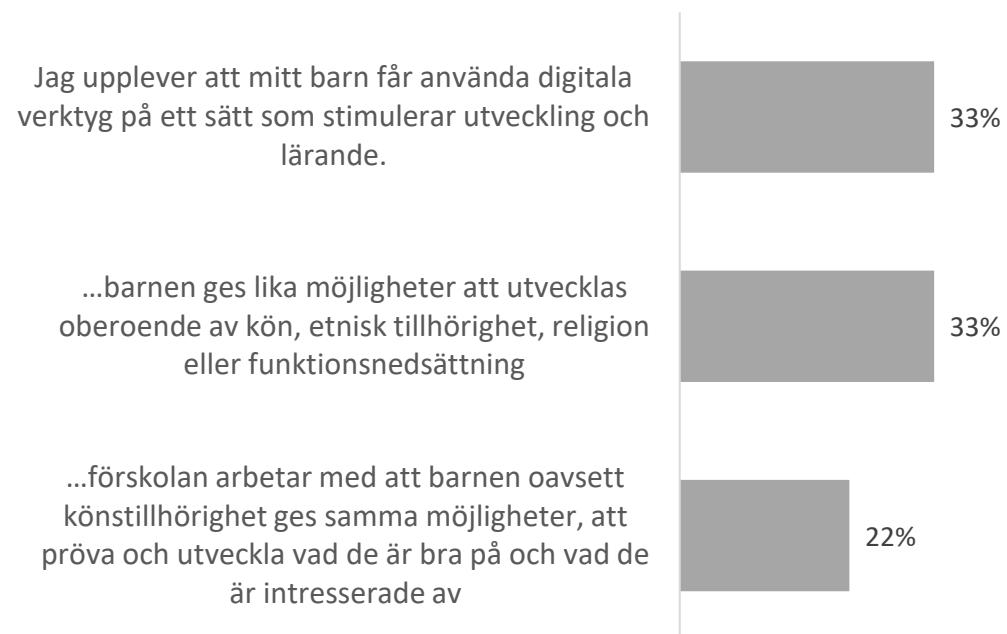 Jag upplever att mitt barn får använda digitala
verktyg på ett sätt som stimulerar utveckling och
lärande.
33%
...barnen ges lika möjligheter att utvecklas
oberoende av kön, etnisk tillhörighet, religion
eller funktionsnedsättning
33%
...förskolan arbetar med att barnen oavsett
könstillhörighet ges samma möjligheter, att
pröva och utveckla vad de är bra på och vad de
är intresserade av
22%